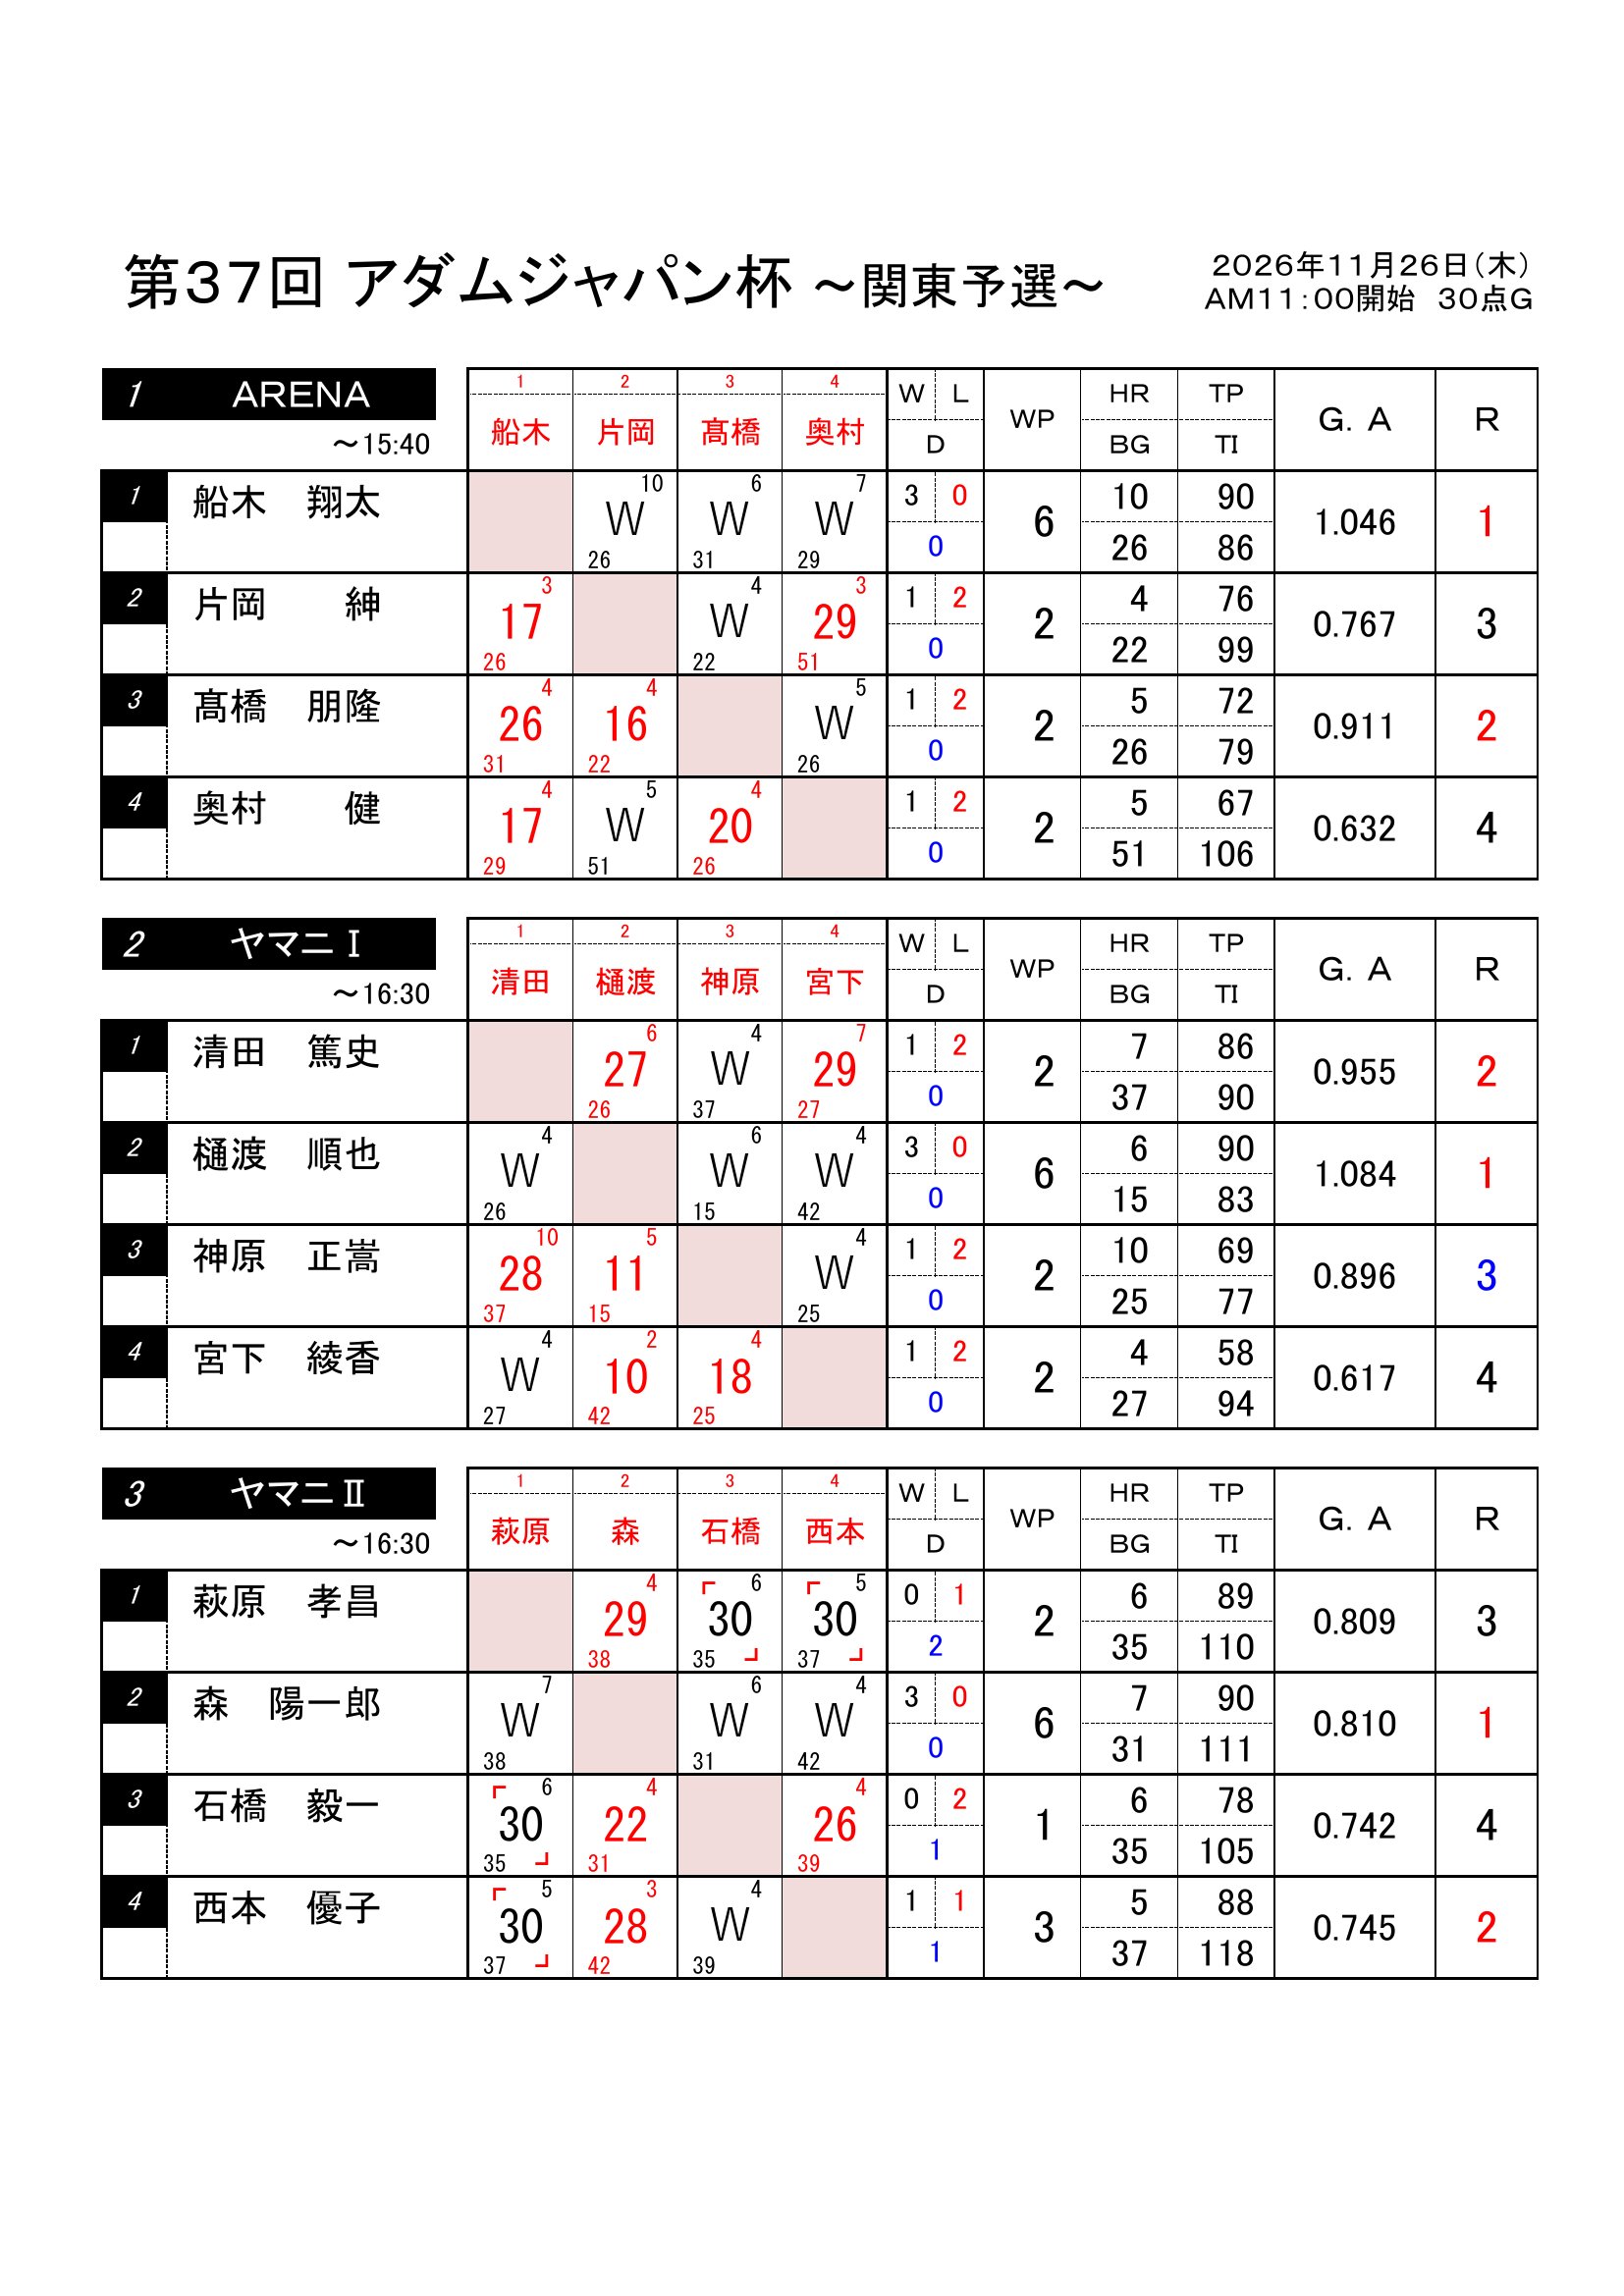 第37回 アダムジャパン杯 ～関東予選～
2026年11月26日(木)
AM11:00開始 30点G
1 ARENA 1 2 3 4 W L WP HR TP G. A R
～15:40 船木 片岡 髙橋 奥村 D BG TI
1 船木 翔太 W 10 26 W 6 31 W 7 29 3 0 0 6 10 90 26 86 1.046 1
2 片岡 紳 17 3 26 W 4 22 29 3 51 1 2 0 2 4 76 22 99 0.767 3
3 髙橋 朋隆 26 4 31 16 4 22 W 5 26 1 2 0 2 5 72 26 79 0.911 2
4 奥村 健 17 4 29 W 5 51 20 4 26 1 2 0 2 5 67 51 106 0.632 4
2 ヤマニⅠ 1 2 3 4 W L WP HR TP G. A R
～16:30 清田 樋渡 神原 宮下 D BG TI
1 清田 篤史 27 6 26 W 4 37 29 7 27 1 2 0 2 7 86 37 90 0.955 2
2 樋渡 順也 W 4 26 W 6 15 W 4 42 3 0 0 6 6 90 15 83 1.084 1
3 神原 正嵩 28 10 37 11 5 15 W 4 25 1 2 0 2 10 69 25 77 0.896 3
4 宮下 綾香 W 4 27 10 2 42 18 4 25 1 2 0 2 4 58 27 94 0.617 4
3 ヤマニⅡ 1 2 3 4 W L WP HR TP G. A R
～16:30 萩原 森 石橋 西本 D BG TI
1 萩原 孝昌 29 4 38 30 6 35 30 5 37 0 1 2 2 6 89 35 110 0.809 3
2 森 陽一郎 W 7 38 W 6 31 W 4 42 3 0 0 6 7 90 31 111 0.810 1
3 石橋 毅一 30 6 35 22 4 31 26 4 39 0 2 1 1 6 78 35 105 0.742 4
4 西本 優子 30 5 37 28 3 42 W 4 39 1 1 1 3 5 88 37 118 0.745 2